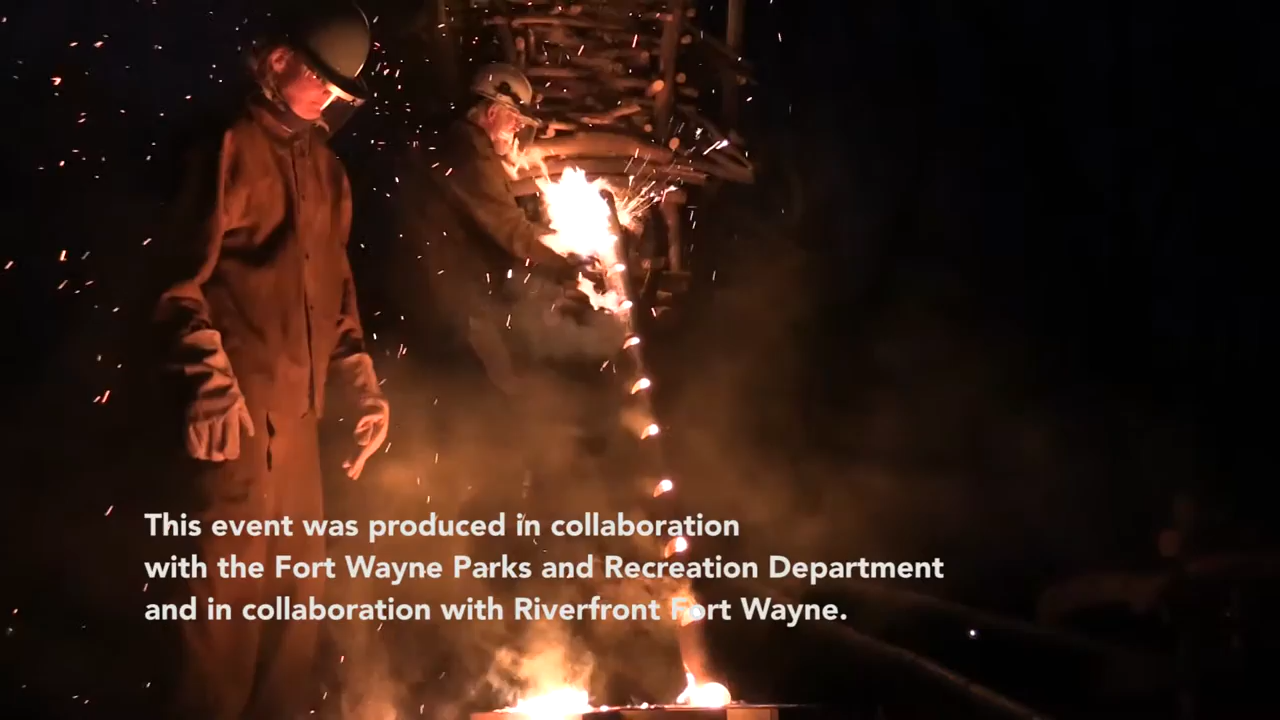 This event was produced in collaboration
with the Fort Wayne Parks and Recreation Department
and in collaboration with Riverfront Fort Wayne.